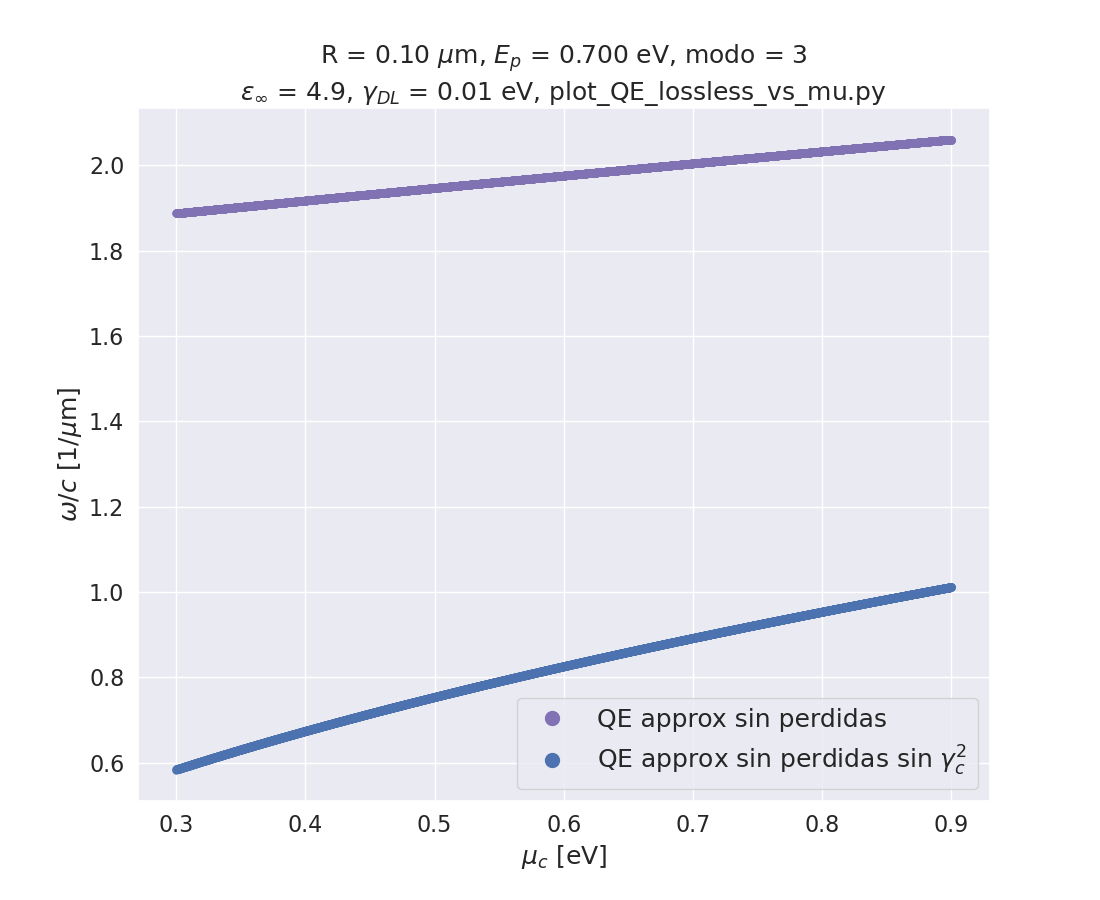 R = 0.10 μm, E_p = 0.700 eV, modo = 3
ε_∞ = 4.9, γ_DL = 0.01 eV, plot_QE_lossless_vs_mu.py
2.0
1.8
1.6
1.4
1.2
1.0
0.8
0.6
ω/c [1/μm]
QE approx sin perdidas
QE approx sin perdidas sin γ_c^2
0.3 0.4 0.5 0.6 0.7 0.8 0.9
μ_c [eV]